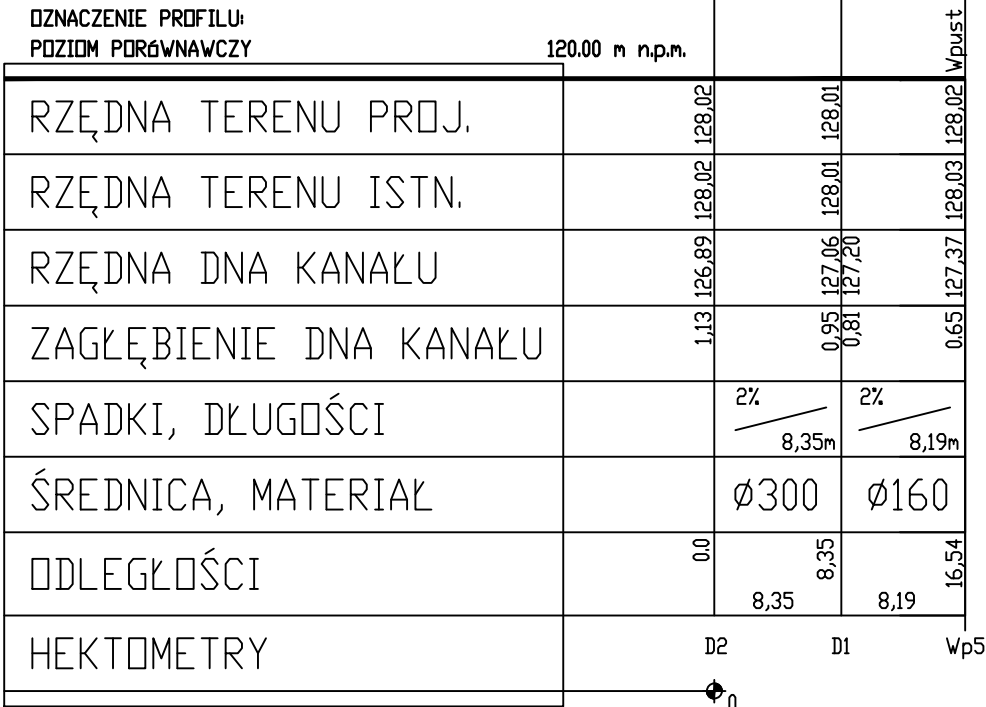 OZNACZENIE PROFILU:
POZIOM PORóWNAWCZY 120.00 m n.p.m. Wpust
RZĘDNA TERENU PROJ. 128,02 128,01 128,02
RZĘDNA TERENU ISTN. 128,02 128,01 128,03
RZĘDNA DNA KANAŁU 126,89 127,06 127,20 127,37
ZAGŁĘBIENIE DNA KANAŁU 1,13 0,95 0,81 0.65
SPADKI, DŁUGOŚCI 2% 8,35m 2% 8,19m
ŚREDNICA, MATERIAŁ Ø300 Ø160
ODLEGŁOŚCI 0.0 8,35 8,35 8,19 16,54
D2 D1 Wp5
HEKTOMETRY
0